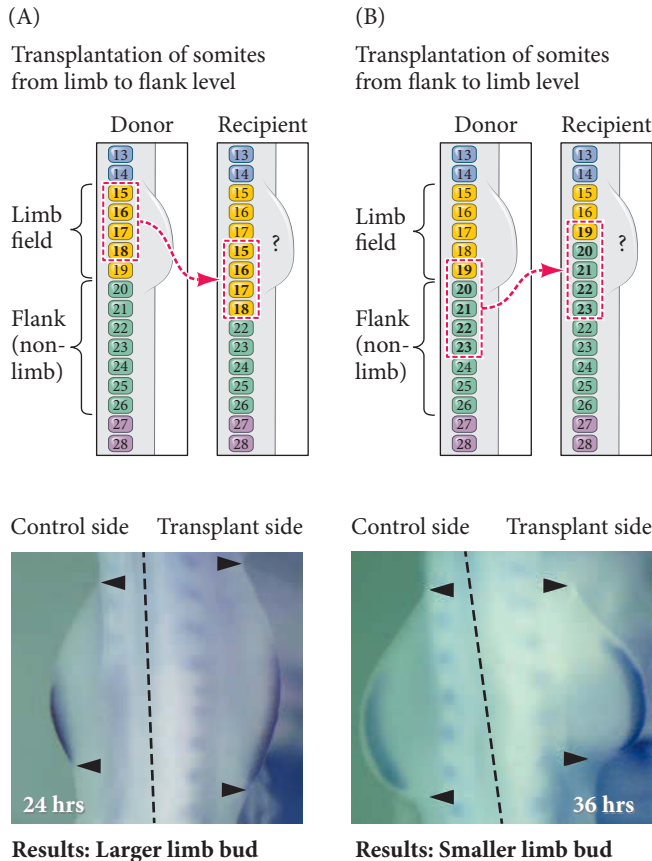 (A)
Transplantation of somites
from limb to flank level
Donor Recipient
13 13
14 14
15 15
16 16
17 17
18 15
19 16
20 17
21 18
22 22
23 23
24 24
25 25
26 26
27 27
28 28
Limb
field
?
Flank
(non-
limb)
Control side Transplant side
24 hrs
Results: Larger limb bud
(B)
Transplantation of somites
from flank to limb level
Donor Recipient
13 13
14 14
15 15
16 16
17 17
18 19
19 20
20 21
21 22
22 23
23 23
24 24
25 25
26 26
27 27
28 28
Limb
field
?
Flank
(non-
limb)
Control side Transplant side
36 hrs
Results: Smaller limb bud